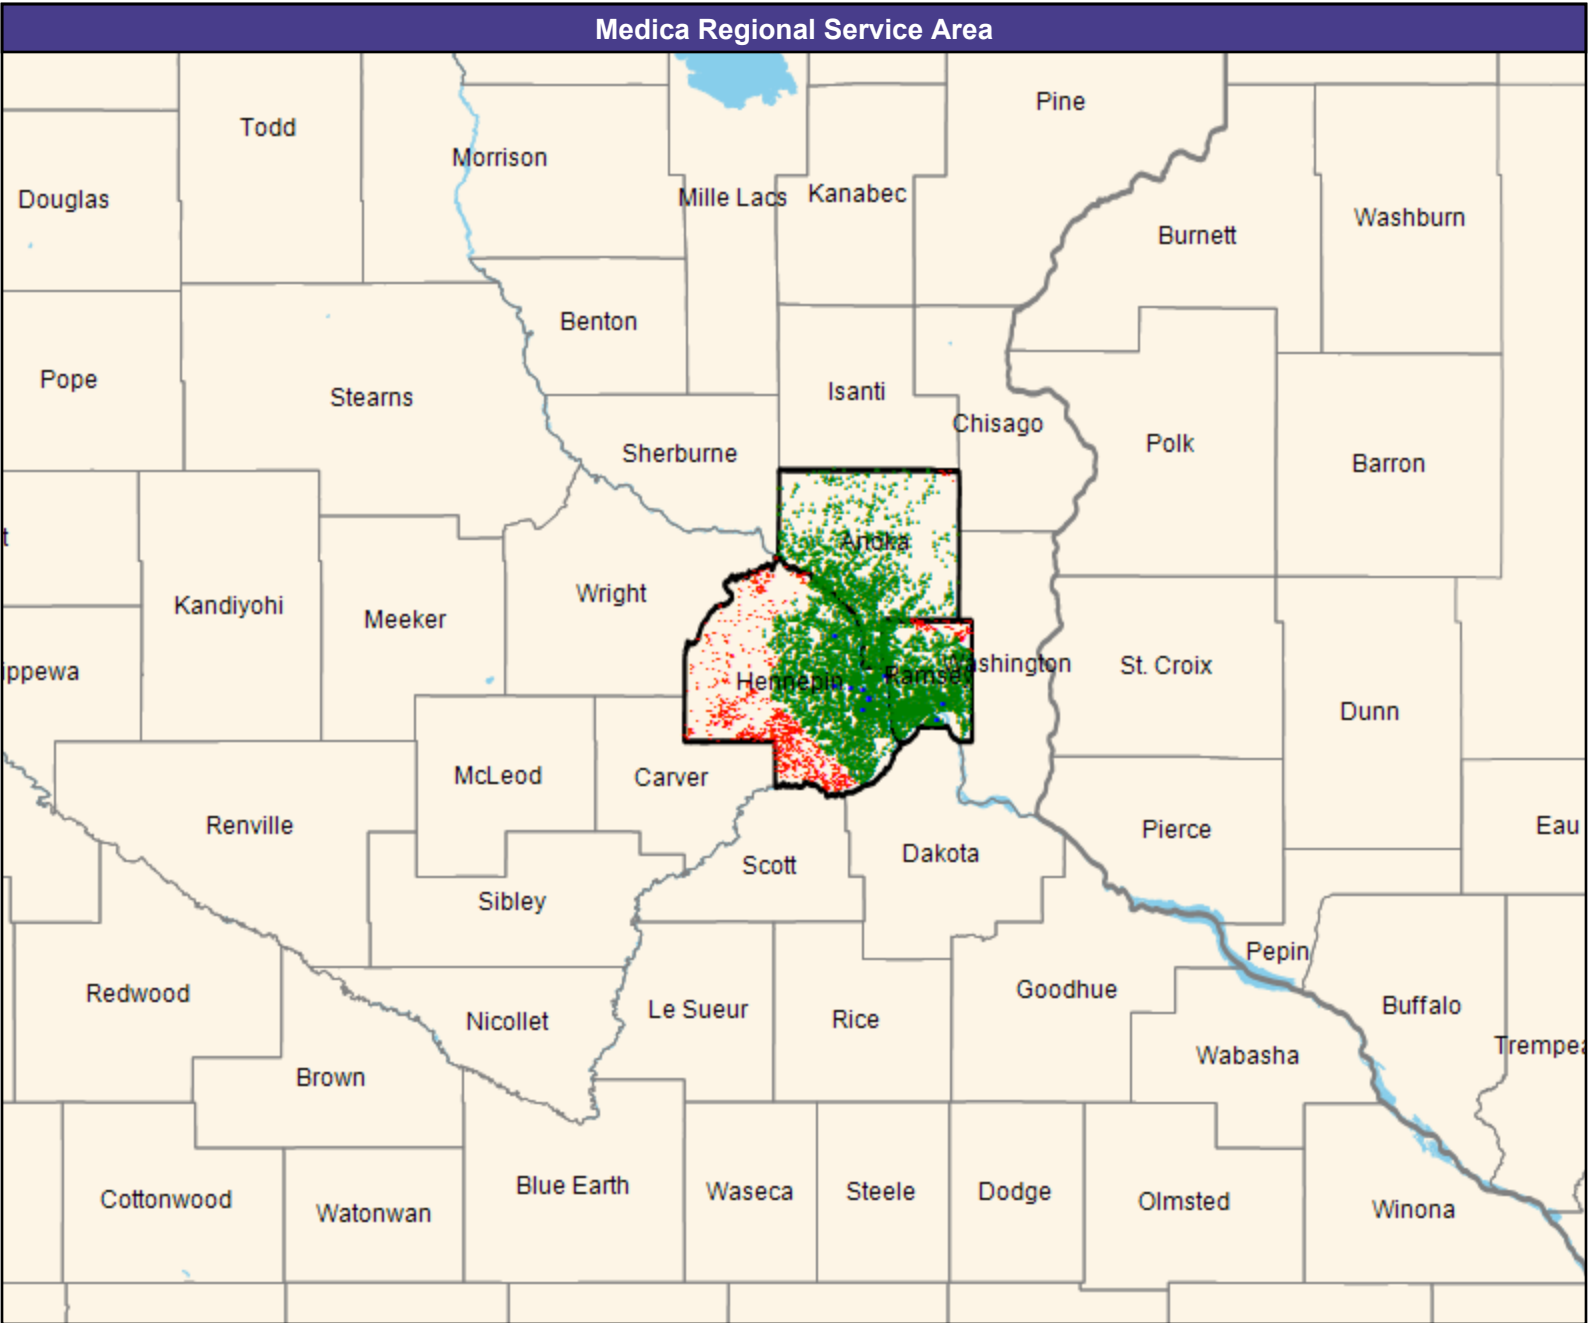 Medica Regional Service Area
Pine
Todd
Morrison
Douglas
Mille Lacs
Kanabec
Washburn
Burnett
Benton
Pope
Stearns
Isanti
Chisago
Polk
Sherburne
Barron
t
Anoka
Kandiyohi
Meeker
Wright
ippewa
Hennepin
Ramsey
Washington
St. Croix
Dunn
McLeod
Carver
Renville
Pierce
Eau
Scott
Dakota
Sibley
Pepin
Redwood
Nicollet
Le Sueur
Rice
Goodhue
Buffalo
Trempea
Wabasha
Brown
Cottonwood
Watonwan
Blue Earth
Waseca
Steele
Dodge
Olmsted
Winona